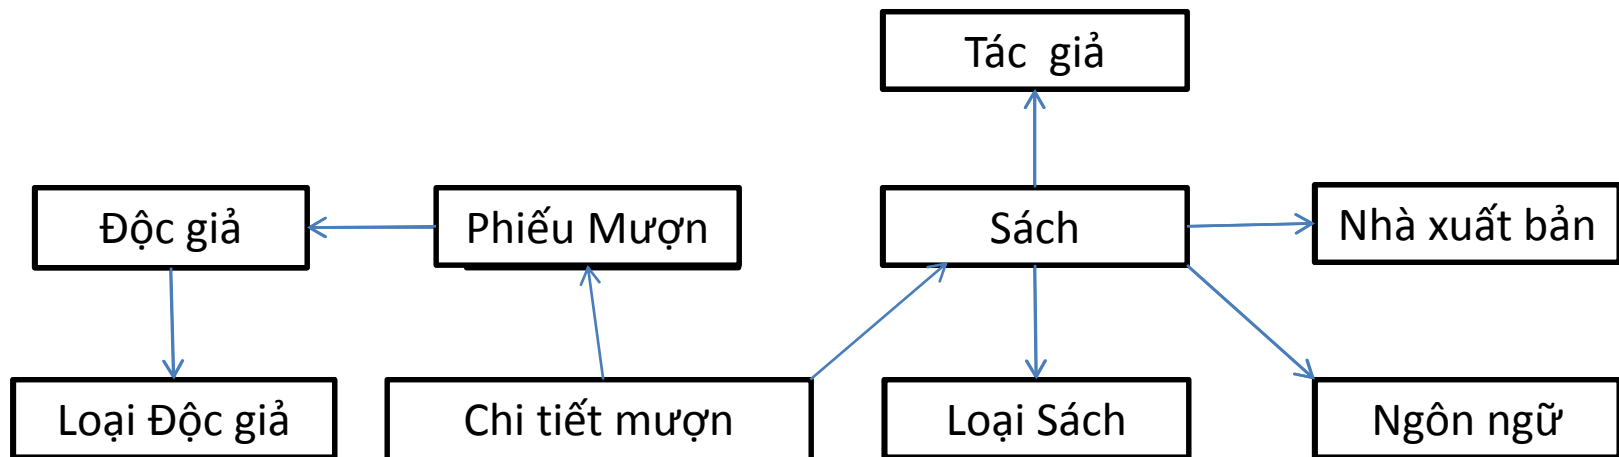 Tác giả
Độc giả
Phiếu Mượn
Sách
Nhà xuất bản
Loại Độc giả
Chi tiết mượn
Loại Sách
Ngôn ngữ